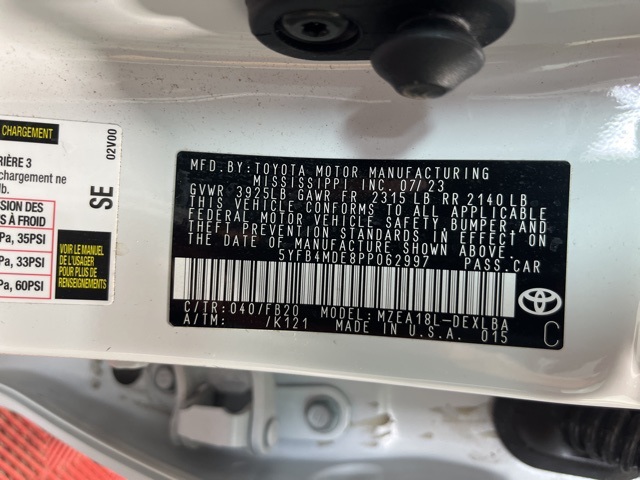 CHARGEMENT
02V00
RIÈRE 3
chargement ne
lb.
SE
SION DES
S À FROID
Pa, 35PSI
Pa, 33PSI
Pa, 60PSI
VOIR LE MANUEL
DE L'USAGER
POUR PLUS DE
RENSEIGNEMENTS
MFD.BY:TOYOTA MOTOR MANUFACTURING
MISSISSIPPI INC. 07/23
GVWR 3925LB GAWR FR 2315 LB RR 2140 LB
THIS VEHICLE CONFORMS TO ALL APPLICABLE
FEDERAL MOTOR VEHICLE SAFETY,BUMPER,AND
THEFT PREVENTION STANDARDS IN EFFECT ON
THE DATE OF MANUFACTURE SHOWN ABOVE.
5YFB4MDE8PP062997 PASS.CAR
C/TR:040/FB20 MODEL:MZEA18L-DEXLBA
A/TM: /K121 MADE IN U.S.A. 015
TOYOTA
C